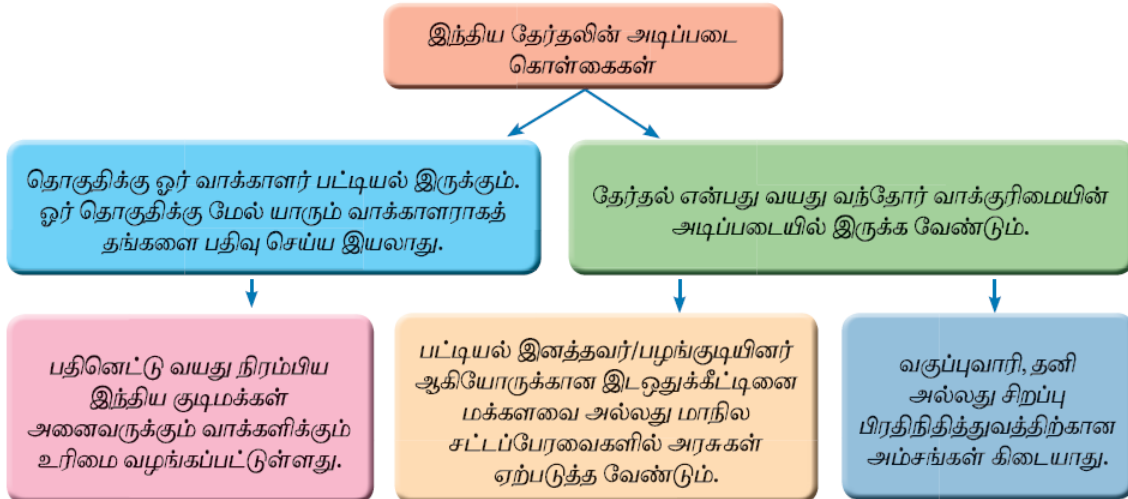 இந்திய தேர்தலின் அடிப்படை
கொள்கைகள்
தொகுதிக்கு ஓர் வாக்காளர் பட்டியல் இருக்கும்.
ஓர் தொகுதிக்கு மேல் யாரும் வாக்காளராகத்
தங்களை பதிவு செய்ய இயலாது.
தேர்தல் என்பது வயது வந்தோர் வாக்குரிமையின்
அடிப்படையில் இருக்க வேண்டும்.
பதினெட்டு வயது நிரம்பிய
இந்திய குடிமக்கள்
அனைவருக்கும் வாக்களிக்கும்
உரிமை வழங்கப்பட்டுள்ளது.
பட்டியல் இனத்தவர்/பழங்குடியினர்
ஆகியோருக்கான இடஒதுக்கீட்டினை
மக்களவை அல்லது மாநில
சட்டப்பேரவைகளில் அரசுகள்
ஏற்படுத்த வேண்டும்.
வகுப்புவாரி, தனி
அல்லது சிறப்பு
பிரதிநிதித்துவத்திற்கான
அம்சங்கள் கிடையாது.